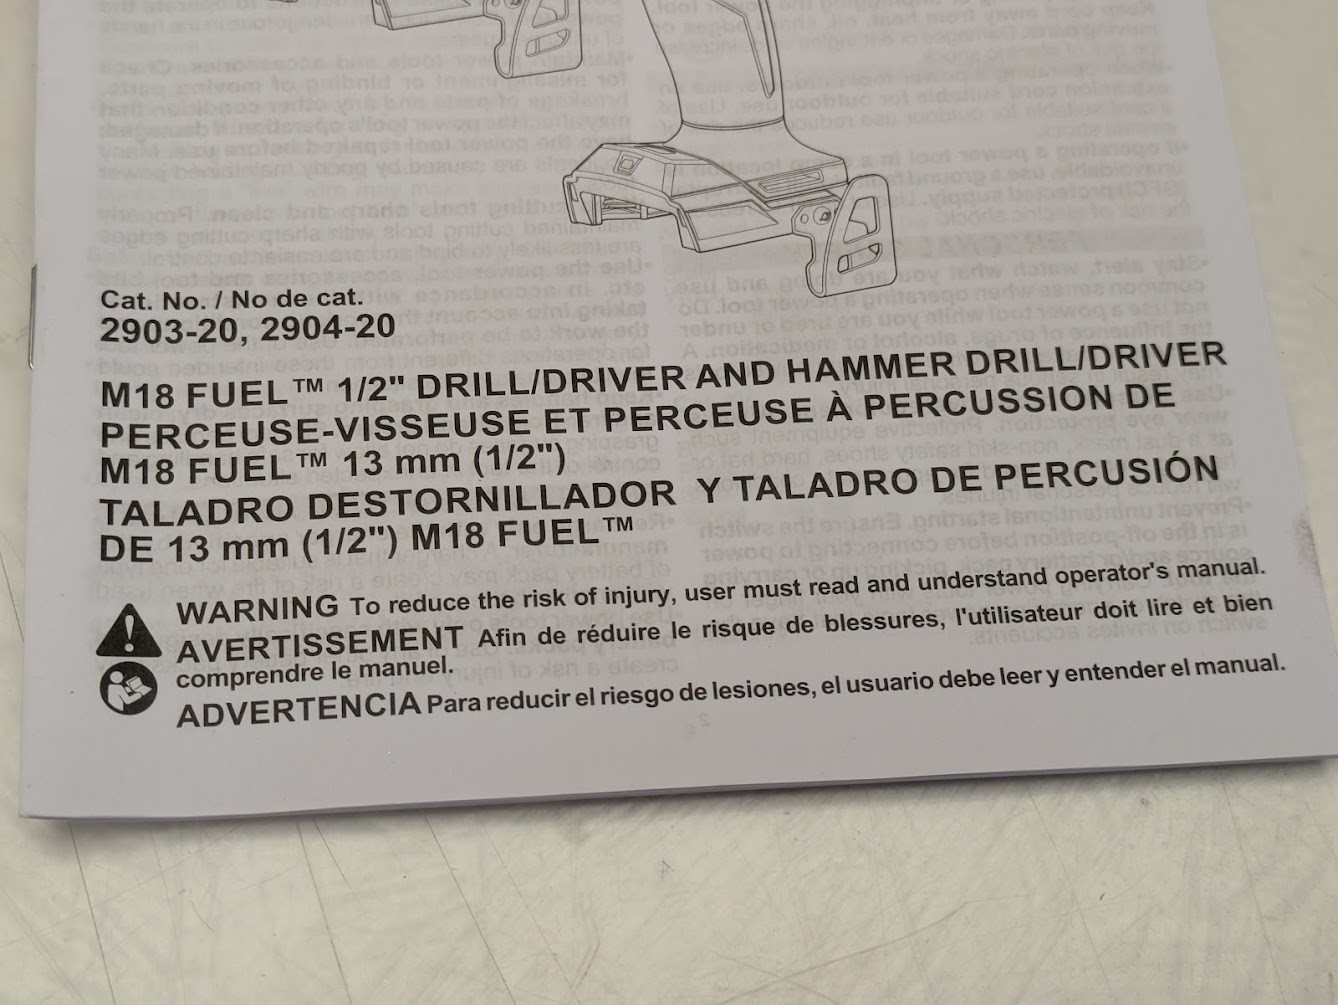 Cat. No. / No de cat.
2903-20, 2904-20
M18 FUEL™ 1/2" DRILL/DRIVER AND HAMMER DRILL/DRIVER
PERCEUSE-VISSEUSE ET PERCEUSE À PERCUSSION DE
M18 FUEL™ 13 mm (1/2")
TALADRO DESTORNILLADOR Y TALADRO DE PERCUSIÓN
DE 13 mm (1/2") M18 FUEL™
WARNING To reduce the risk of injury, user must read and understand operator's manual.
AVERTISSEMENT Afin de réduire le risque de blessures, l'utilisateur doit lire et bien
comprendre le manuel.
ADVERTENCIA Para reducir el riesgo de lesiones, el usuario debe leer y entender el manual.